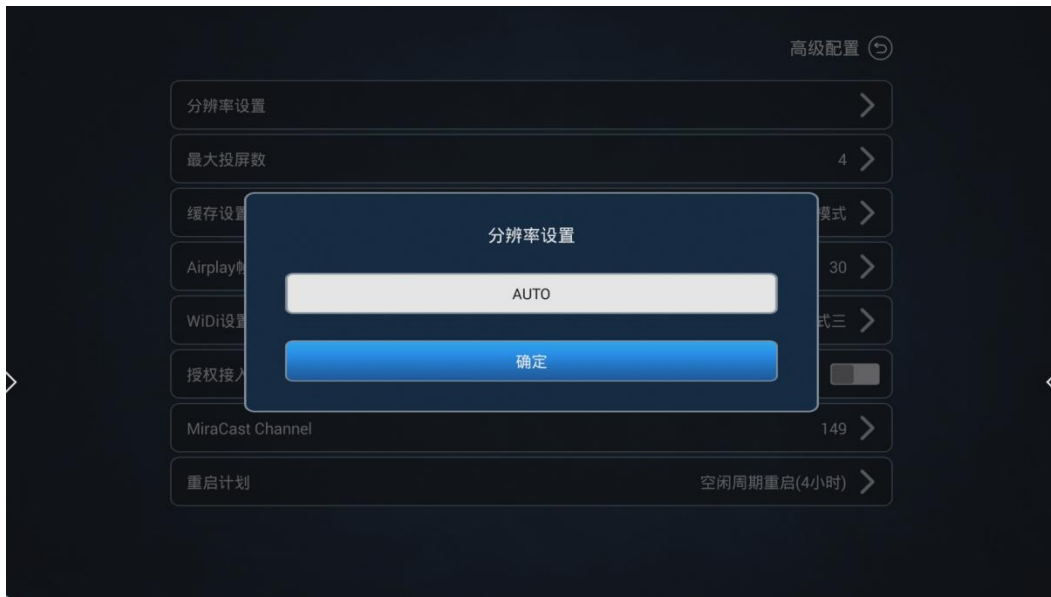 高级配置
分辨率设置
最大投屏数 4
缓存设置 模式
分辨率设置
Airplay 30
AUTO
WiDi设置 式三
确定
授权接入
MiraCast Channel 149
重启计划 空闲周期重启(4小时)